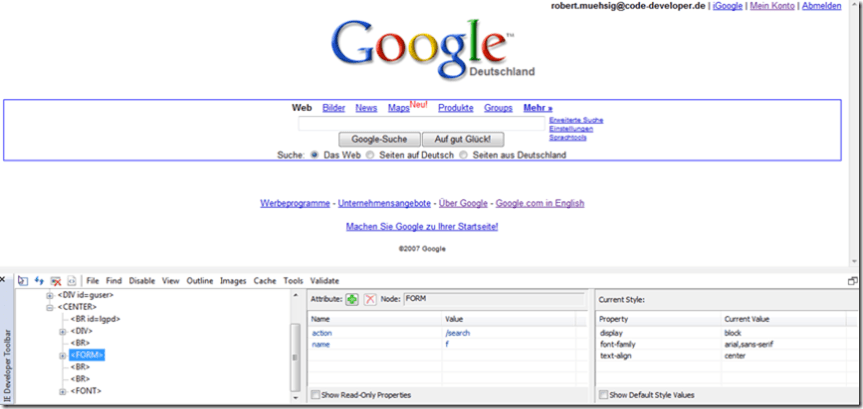 robert.muehsig@code-developer.de | iGoogle | Mein Konto | Abmelden
Google™
Deutschland
Web Bilder News Maps Neu! Produkte Groups Mehr »
Erweiterte Suche
Einstellungen
Sprachtools
Google-Suche Auf gut Glück!
Suche: Das Web Seiten auf Deutsch Seiten aus Deutschland
Werbeprogramme - Unternehmensangebote - Über Google - Google.com in English
Machen Sie Google zu Ihrer Startseite!
©2007 Google
File Find Disable View Outline Images Cache Tools Validate
IE Developer Toolbar
<DIV id=guser>
<CENTER>
<BR id=lgpd>
<DIV>
<BR>
<FORM>
<BR>
<BR>
<FONT>
Attribute: Node: FORM
Name Value
action /search
name f
Show Read-Only Properties
Current Style:
Property Current Value
display block
font-family arial,sans-serif
text-align center
Show Default Style Values